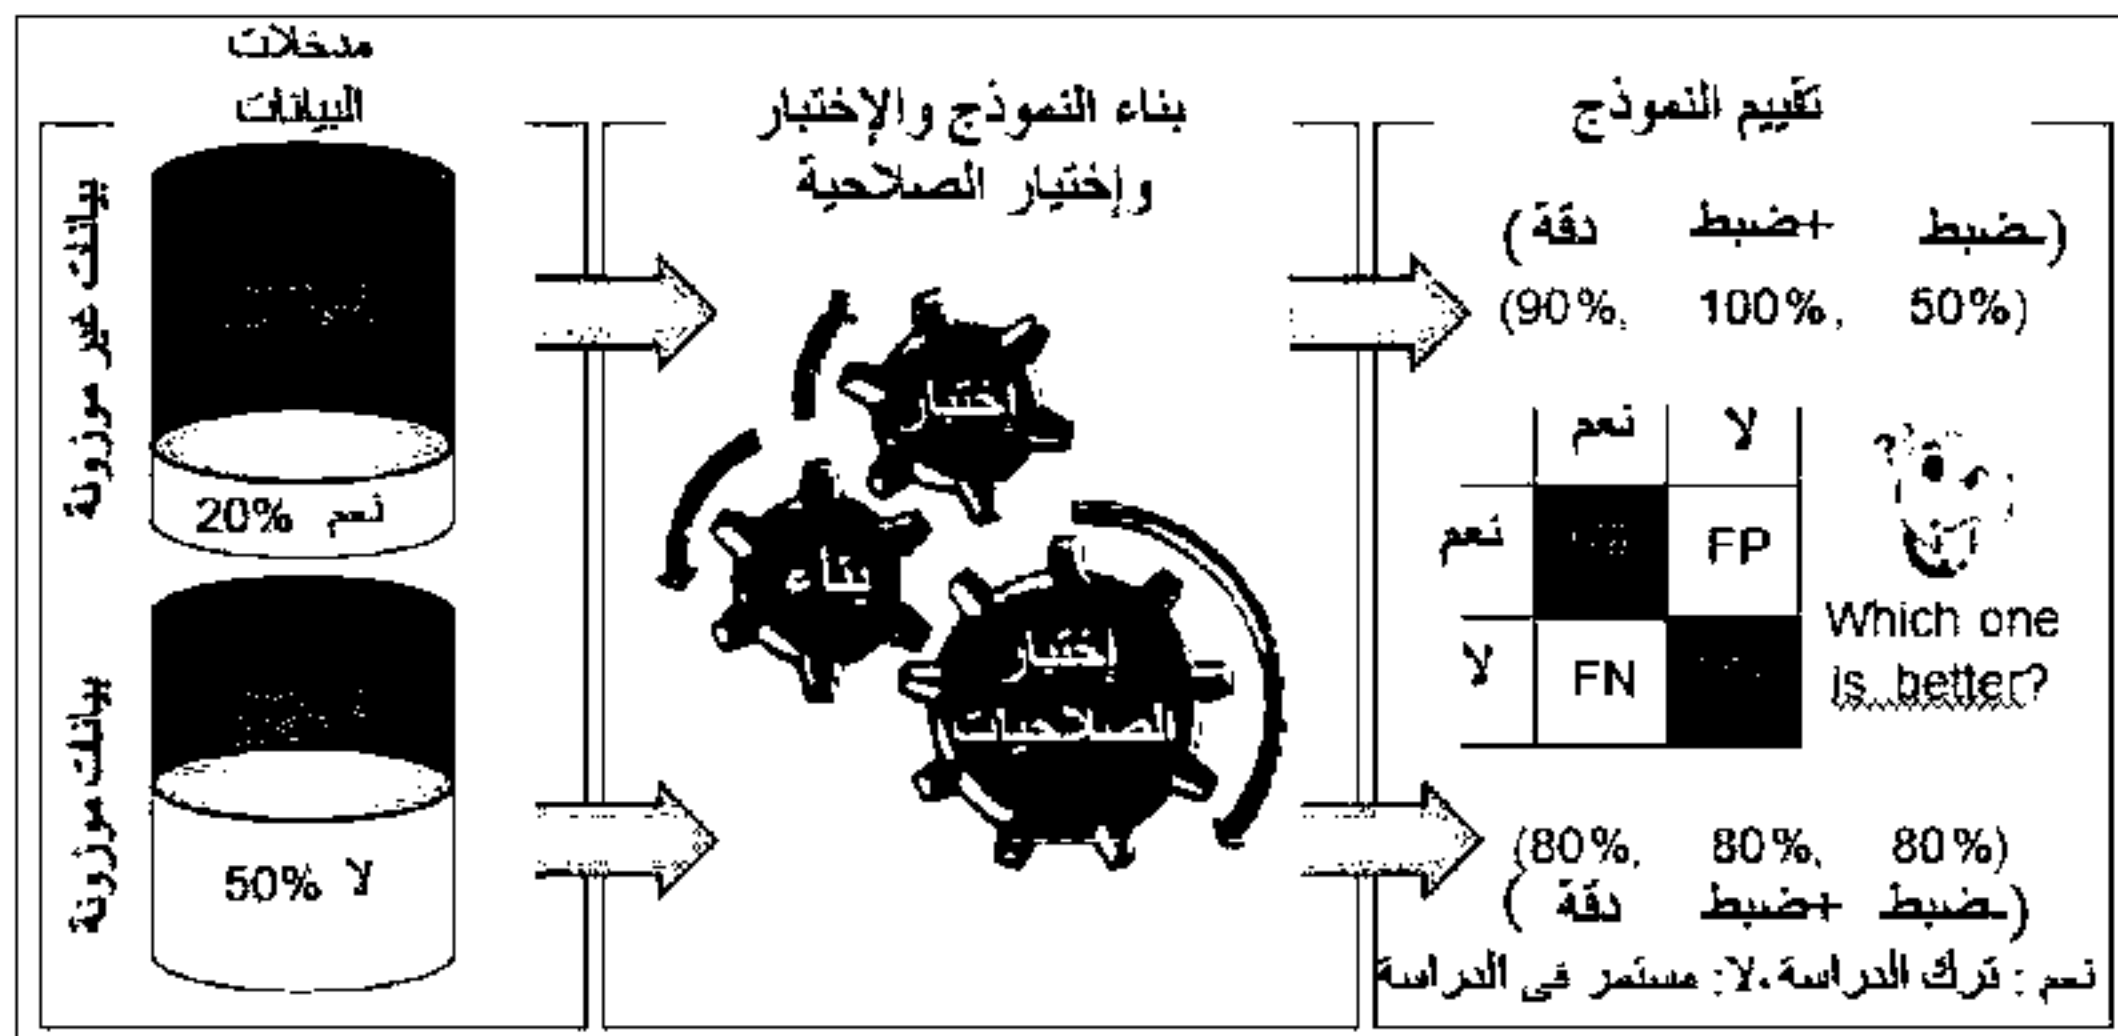 مدخلات
البيانات
بيانات غير موزونة
20% نعم
بيانات موزونة
50% لا
بناء النموذج والإختبار
وإختيار الصلاحية
إختبار
بناء
إختبار
الصلاحيات
تقييم النموذج
(دقة +ضبط -ضبط)
(90%, 100%, 50%)
نعم لا
نعم FP
لا FN
Which one
is better?
(80%, 80%, 80%)
(دقة +ضبط -ضبط)
نعم : ترك الدراسة ،لا: مستمر فى الدراسة